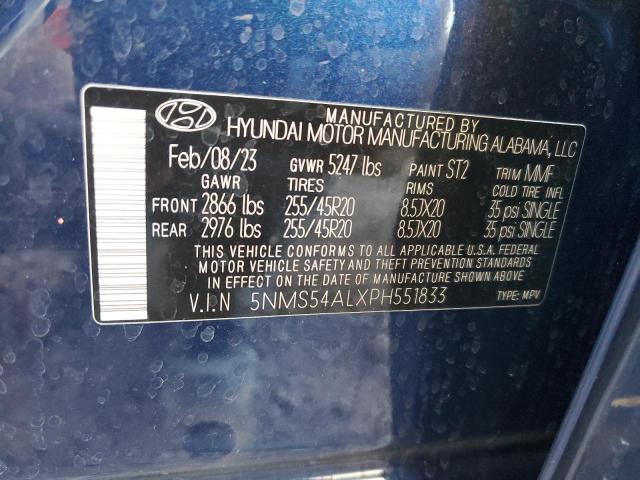 MANUFACTURED BY
HYUNDAI MOTOR MANUFACTURING ALABAMA, LLC
Feb/08/23 GVWR 5247 lbs PAINT ST2 TRIM MMF
GAWR TIRES RIMS COLD TIRE INFL
FRONT 2866 lbs 255/45R20 8.5JX20 35 psi SINGLE
REAR 2976 lbs 255/45R20 8.5JX20 35 psi SINGLE
THIS VEHICLE CONFORMS TO ALL APPLICABLE U.S.A. FEDERAL
MOTOR VEHICLE SAFETY AND THEFT PREVENTION STANDARDS
IN EFFECT ON THE DATE OF MANUFACTURE SHOWN ABOVE.
V.I.N 5NMS54ALXPH551833 TYPE: MPV